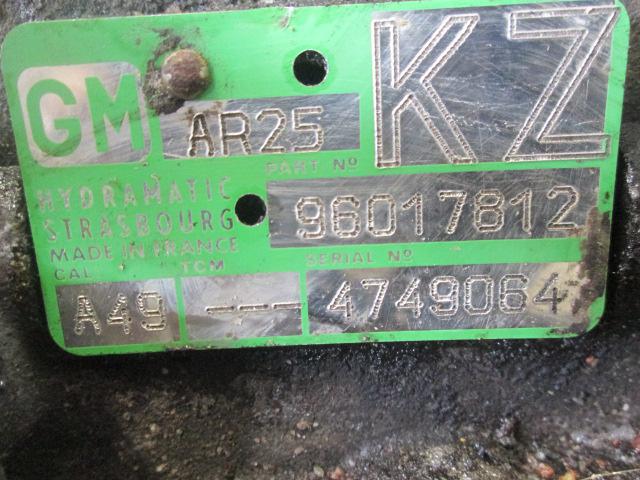 GM AR25 KZ
PART Nº
HYDRAMATIC
STRASBOURG 96017812
MADE IN FRANCE
CAL TCM SERIAL Nº
A49 --- 4749064